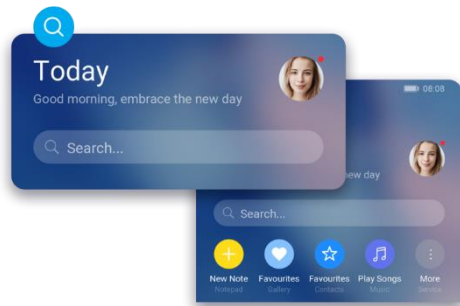 Today
Good morning, embrace the new day
Search...
08:08
new day
Search...
New Note Favourites Favourites Play Songs More
Notepad Gallery Contacts Music Service